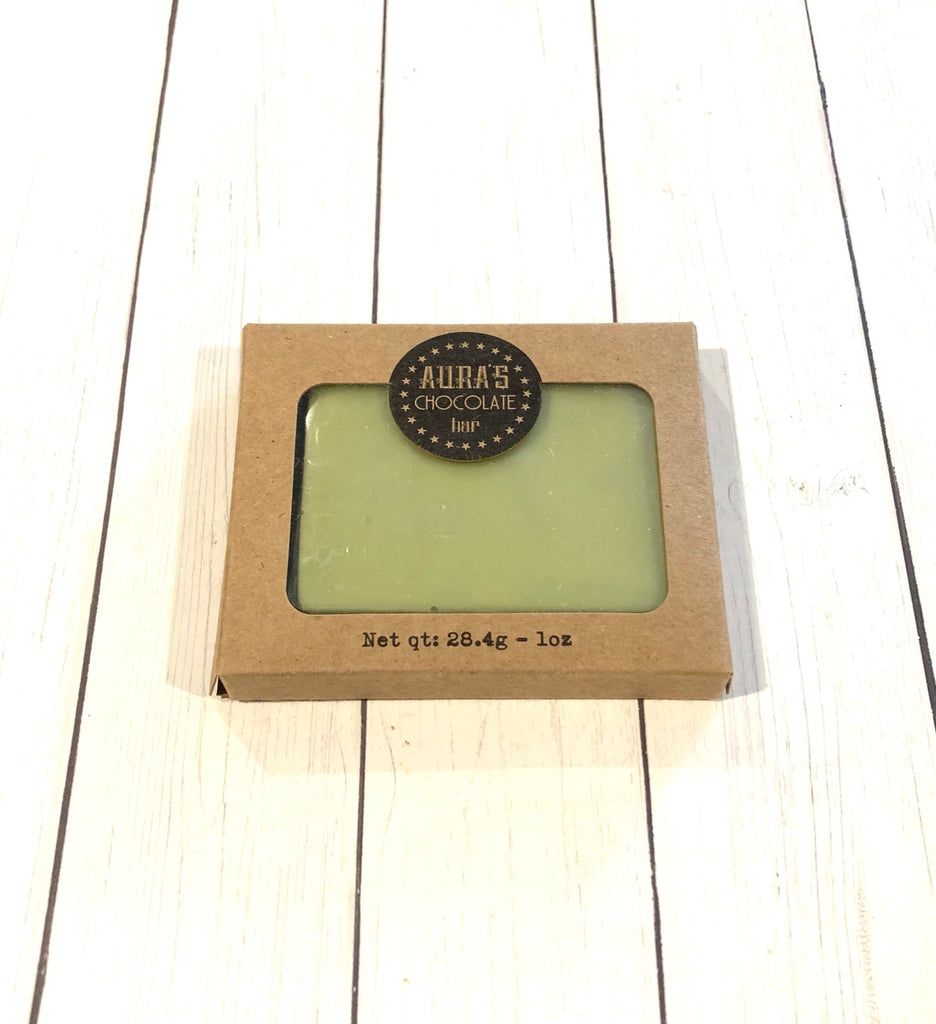 AURA'S
CHOCOLATE
bar
Net qt: 28.4g - 1oz